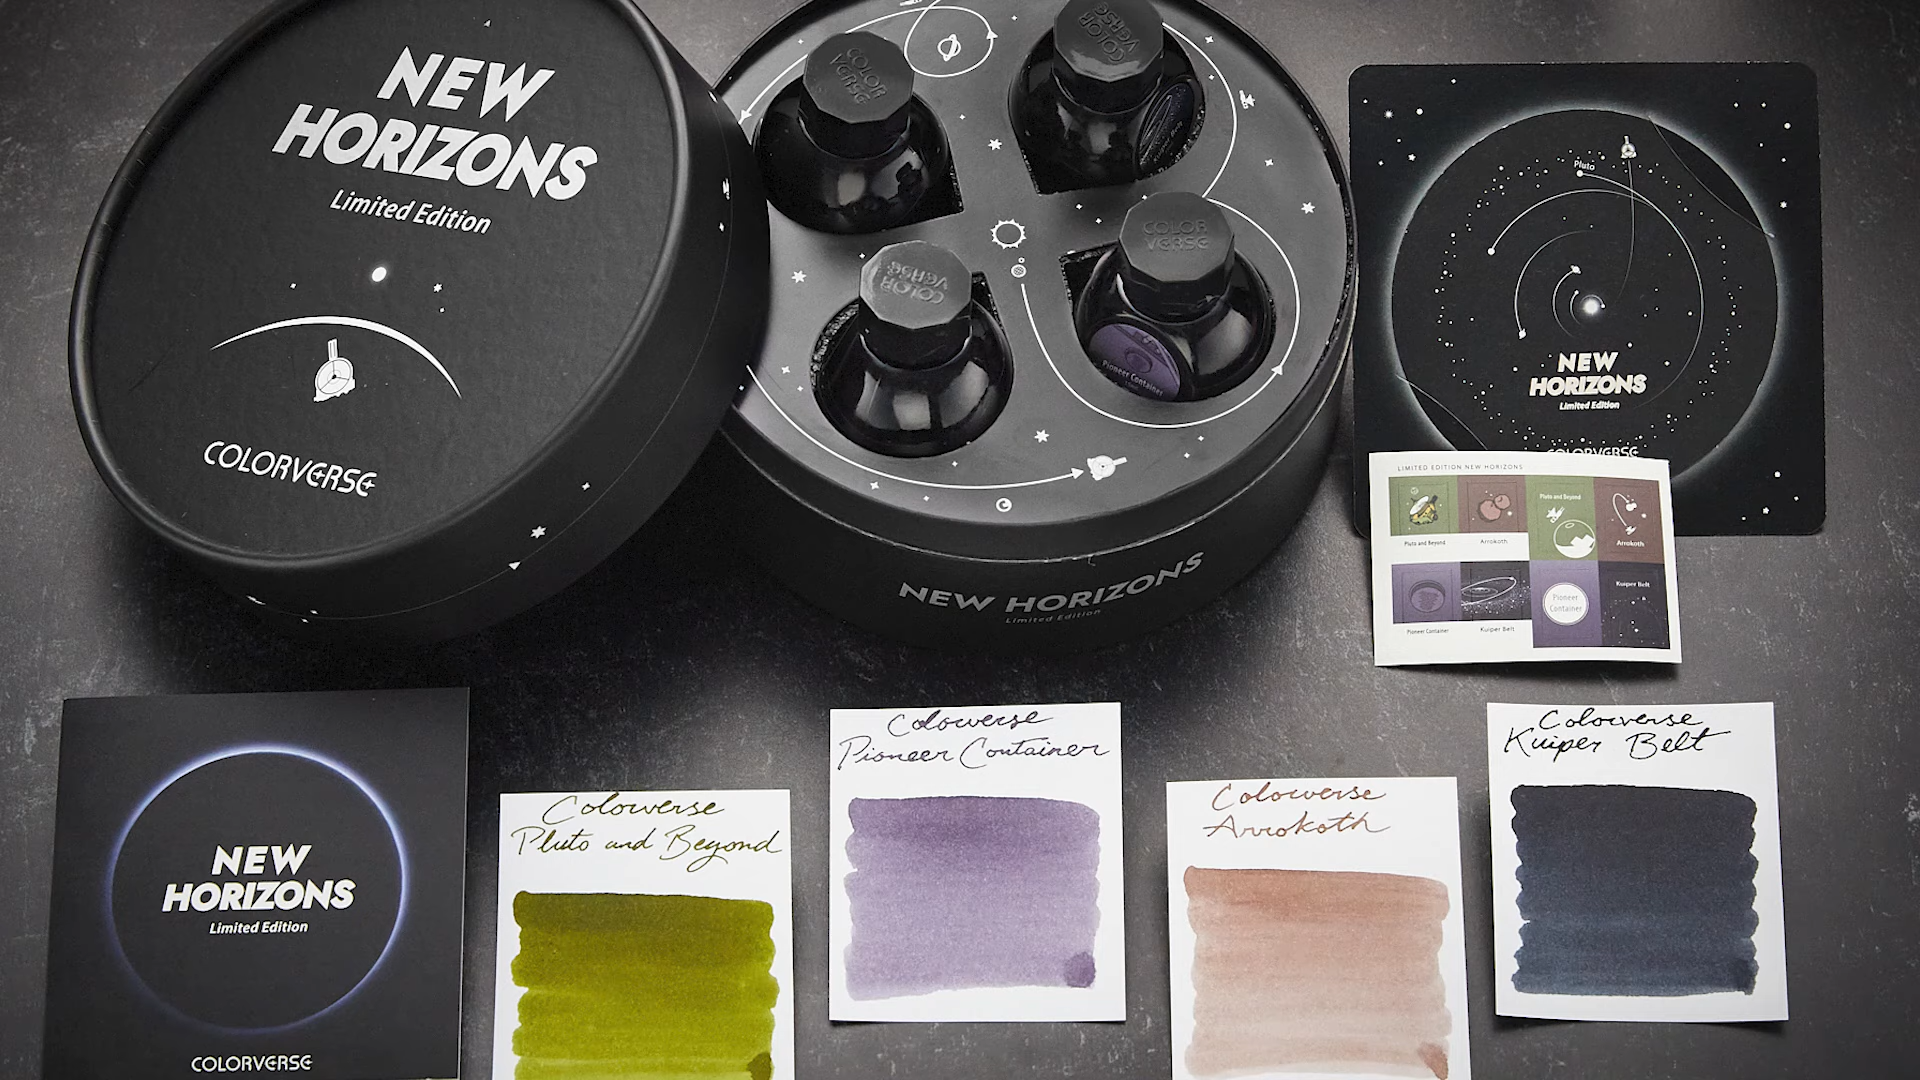 NEW
HORIZONS
Limited Edition
COLORVERSE
COLOR
VERSE
COLOR
VERSE
COLOR
VERSE
COLOR
VERSE
Kuiper Belt
Pioneer Container
NEW HORIZONS
Limited Edition
Pluto
NEW
HORIZONS
Limited Edition
COLORVERSE
LIMITED EDITION NEW HORIZONS
Pluto and Beyond
Arrokoth
Pluto and Beyond
Arrokoth
Pioneer Container
Kuiper Belt
Pioneer
Container
Kuiper Belt
NEW
HORIZONS
Limited Edition
COLORVERSE
Colorverse
Pluto and Beyond
Colorverse
Pioneer Container
Colorverse
Arrokoth
Colorverse
Kuiper Belt